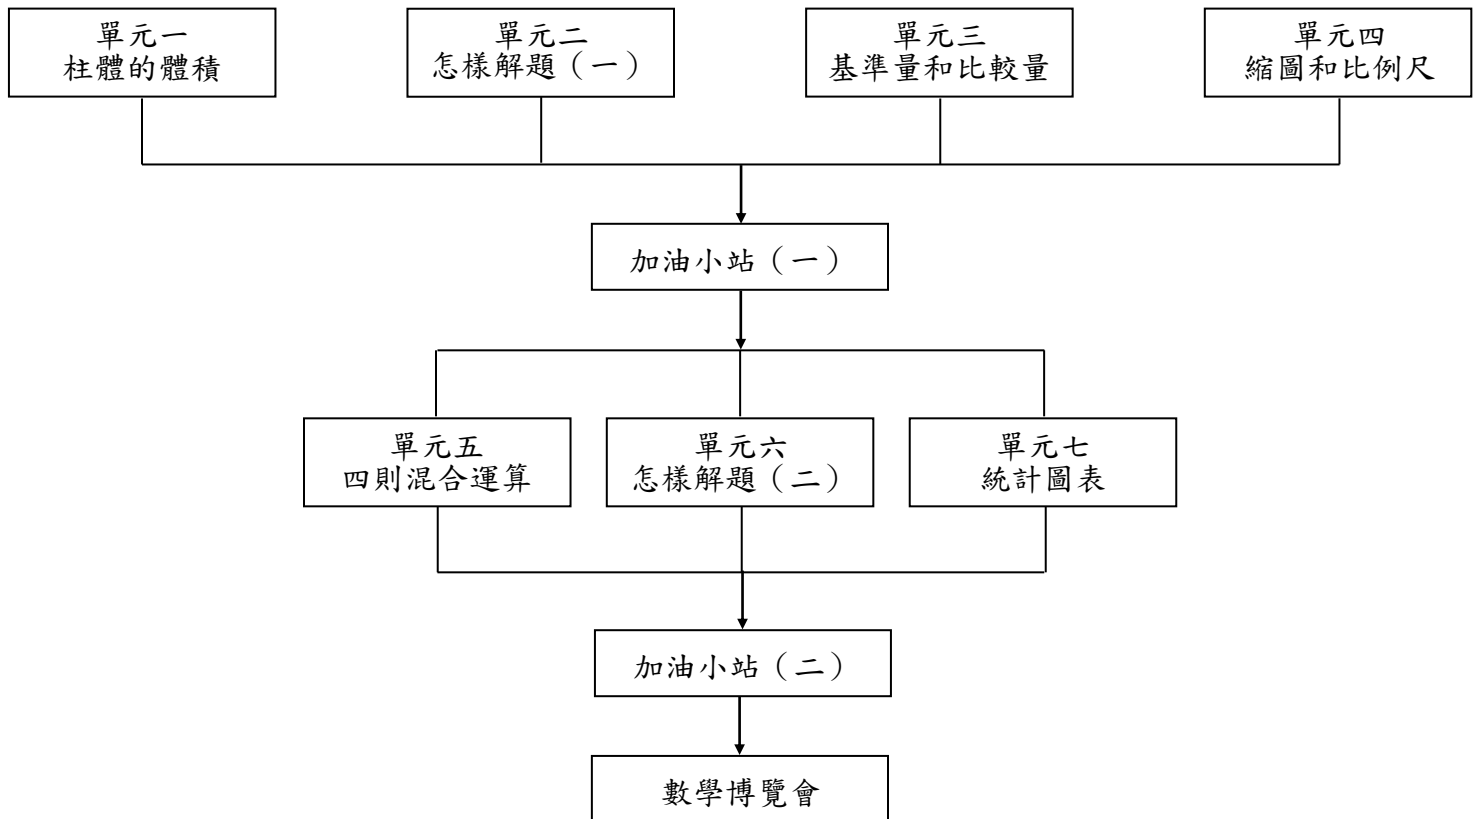 單元一
柱體的體積
單元二
怎樣解題（一）
單元三
基準量和比較量
單元四
縮圖和比例尺
加油小站（一）
單元五
四則混合運算
單元六
怎樣解題（二）
單元七
統計圖表
加油小站（二）
數學博覽會